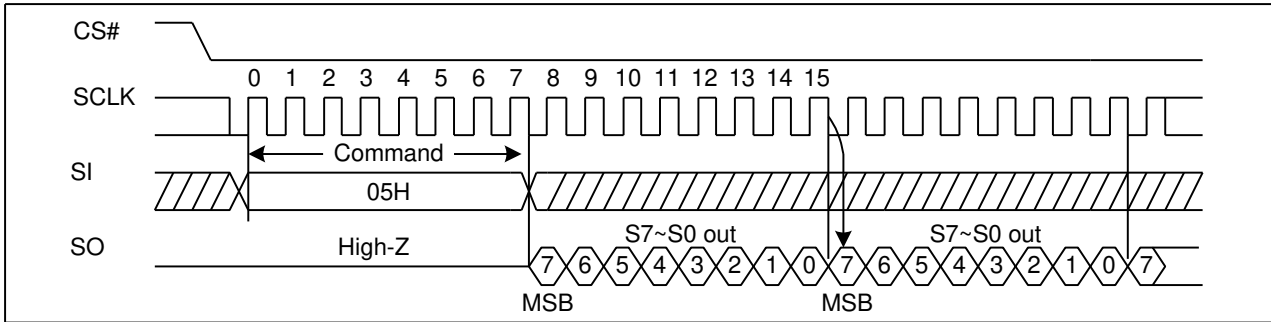 CS#
0 1 2 3 4 5 6 7 8 9 10 11 12 13 14 15
SCLK
Command
SI
05H
S7~S0 out S7~S0 out
SO High-Z
7 6 5 4 3 2 1 0 7 6 5 4 3 2 1 0 7
MSB MSB